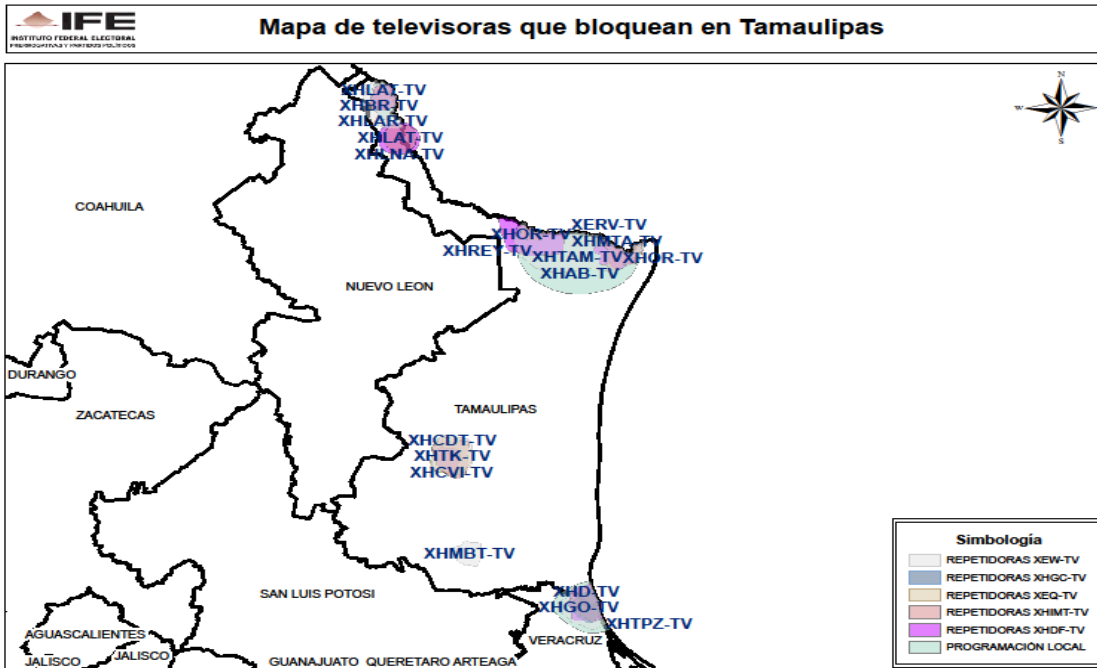 IFE
INSTITUTO FEDERAL ELECTORAL
PRERROGATIVAS Y PARTIDOS POLÍTICOS
Mapa de televisoras que bloquean en Tamaulipas
N
W
E
S
XHLAT-TV
XHBR-TV
XHLAR-TV
XHLAT-TV
XHLNA-TV
COAHUILA
XERV-TV
XHOR-TV
XHMTA-TV
XHREY-TV
XHTAM-TV
XHOR-TV
XHAB-TV
NUEVO LEON
DURANGO
ZACATECAS
TAMAULIPAS
XHCDT-TV
XHTK-TV
XHCVI-TV
XHMBT-TV
SAN LUIS POTOSI
XHD-TV
XHGO-TV
XHTPZ-TV
AGUASCALIENTES
VERACRUZ
JALISCO
JALISCO
GUANAJUATO
QUERETARO ARTEAGA
Simbología
REPETIDORAS XEW-TV
REPETIDORAS XHGC-TV
REPETIDORAS XEQ-TV
REPETIDORAS XHIMT-TV
REPETIDORAS XHDF-TV
PROGRAMACIÓN LOCAL